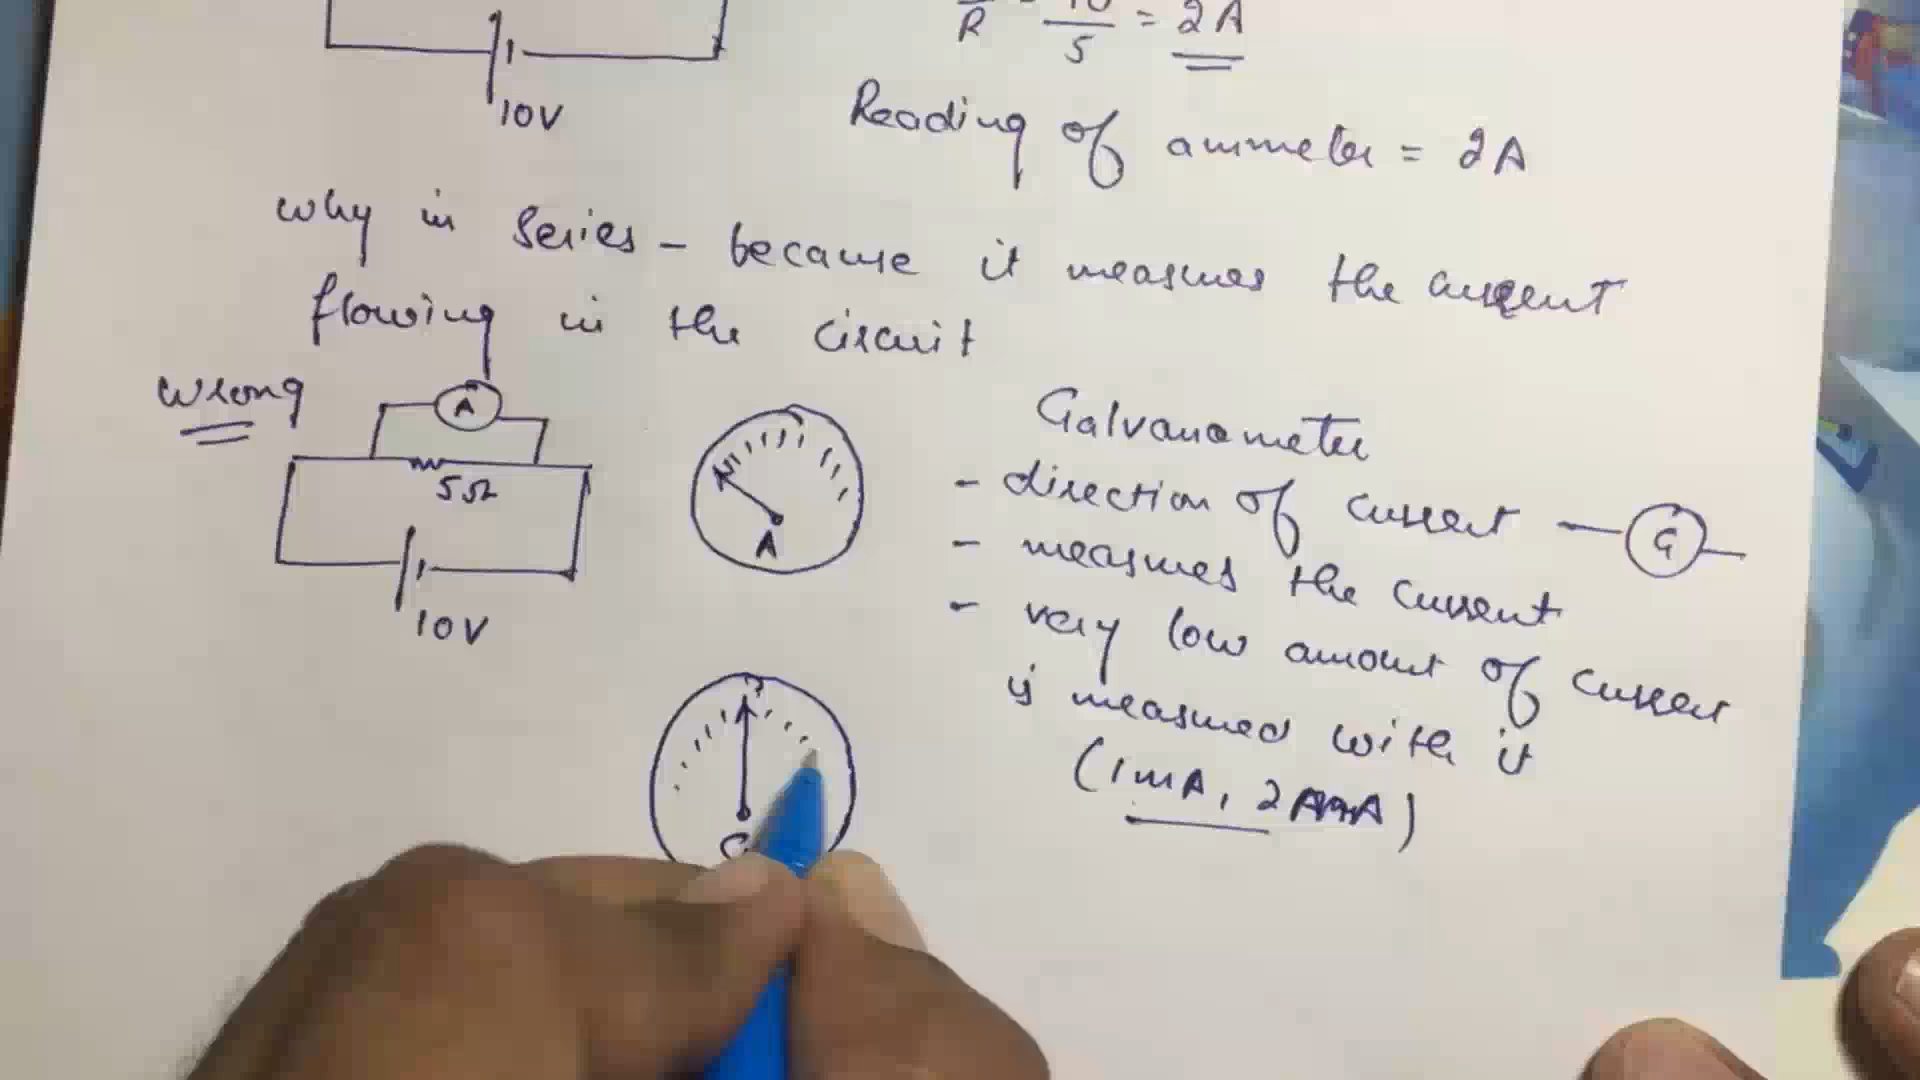 R = 10/5 = 2A
10V
Reading of ammeter = 2A
why in series - because it measures the current
flowing in the circuit
wrong
A
5Ω
10V
A
Galvanometer
- direction of current
G
- measures the current
- very low amount of current
is measured with it
(1mA,